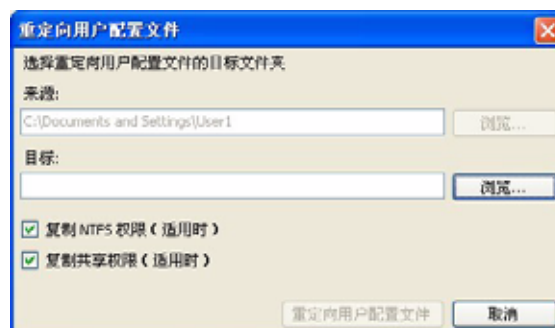 重定向用户配置文件
选择重定向用户配置文件的目标文件夹
来源:
C:\Documents and Settings\User1
浏览...
目标:
浏览...
复制 NTFS 权限（适用时）
复制共享权限（适用时）
重定向用户配置文件
取消